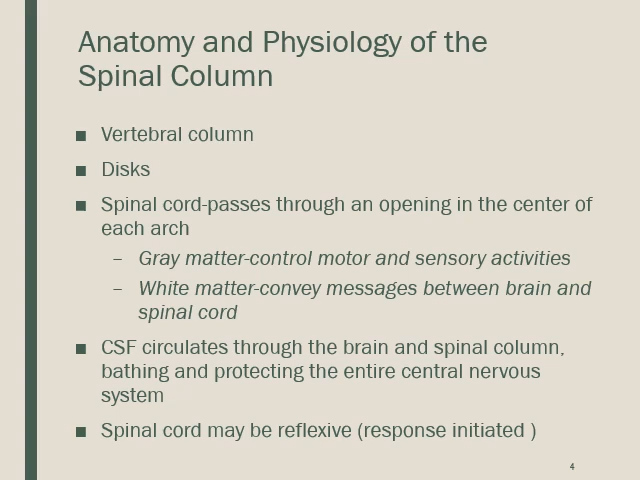 Anatomy and Physiology of the
Spinal Column
■ Vertebral column
■ Disks
■ Spinal cord-passes through an opening in the center of
each arch
– Gray matter-control motor and sensory activities
– White matter-convey messages between brain and
spinal cord
■ CSF circulates through the brain and spinal column,
bathing and protecting the entire central nervous
system
■ Spinal cord may be reflexive (response initiated )
4